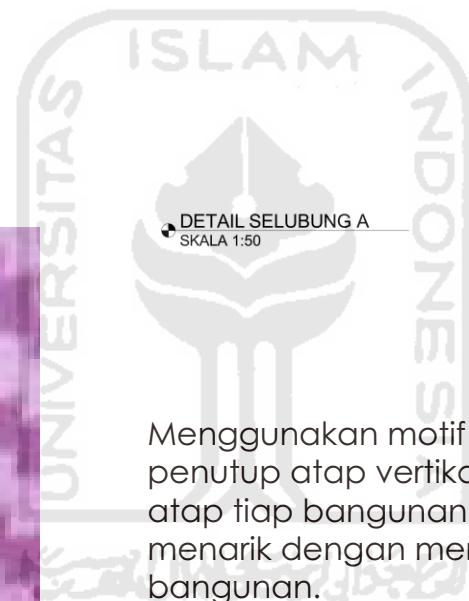 ISLAM
UNIVERSITAS
INDONESIA
DETAIL SELUBUNG A
SKALA 1:50
Menggunakan motif
penutup atap vertika
atap tiap bangunan
menarik dengan mer
bangunan.